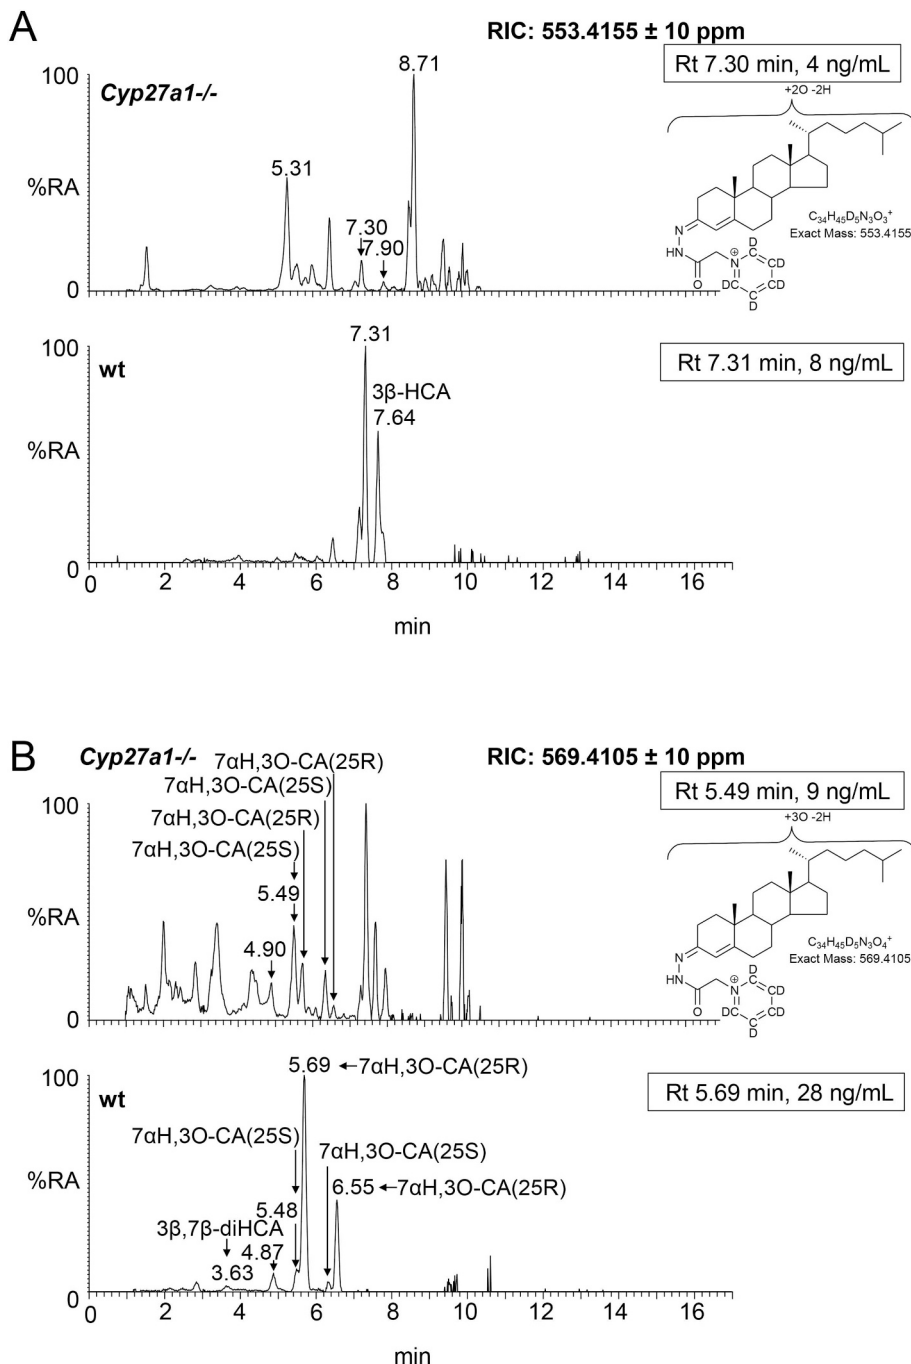 A
RIC: 553.4155 ± 10 ppm
Cyp27a1-/-
Rt 7.30 min, 4 ng/mL
+2O -2H
100
8.71
5.31
%RA
7.30
7.90
0
C34H45D5N3O3+
Exact Mass: 553.4155
N
HN
O
N
⊕
D
D
DC
CD
D
wt
Rt 7.31 min, 8 ng/mL
100
7.31
3β-HCA
7.64
%RA
0
0 2 4 6 8 10 12 14 16
min
B
Cyp27a1-/-
RIC: 569.4105 ± 10 ppm
7αH,3O-CA(25R)
7αH,3O-CA(25S)
7αH,3O-CA(25R)
7αH,3O-CA(25S)
Rt 5.49 min, 9 ng/mL
+3O -2H
100
5.49
4.90
%RA
0
C34H45D5N3O4+
Exact Mass: 569.4105
N
HN
O
N
⊕
D
CD
DC
CD
D
wt
Rt 5.69 min, 28 ng/mL
100
5.69 ←7αH,3O-CA(25R)
7αH,3O-CA(25S)
7αH,3O-CA(25S)
6.55←7αH,3O-CA(25R)
%RA
5.48
3β,7β-diHCA
4.87
3.63
0
0 2 4 6 8 10 12 14 16
min